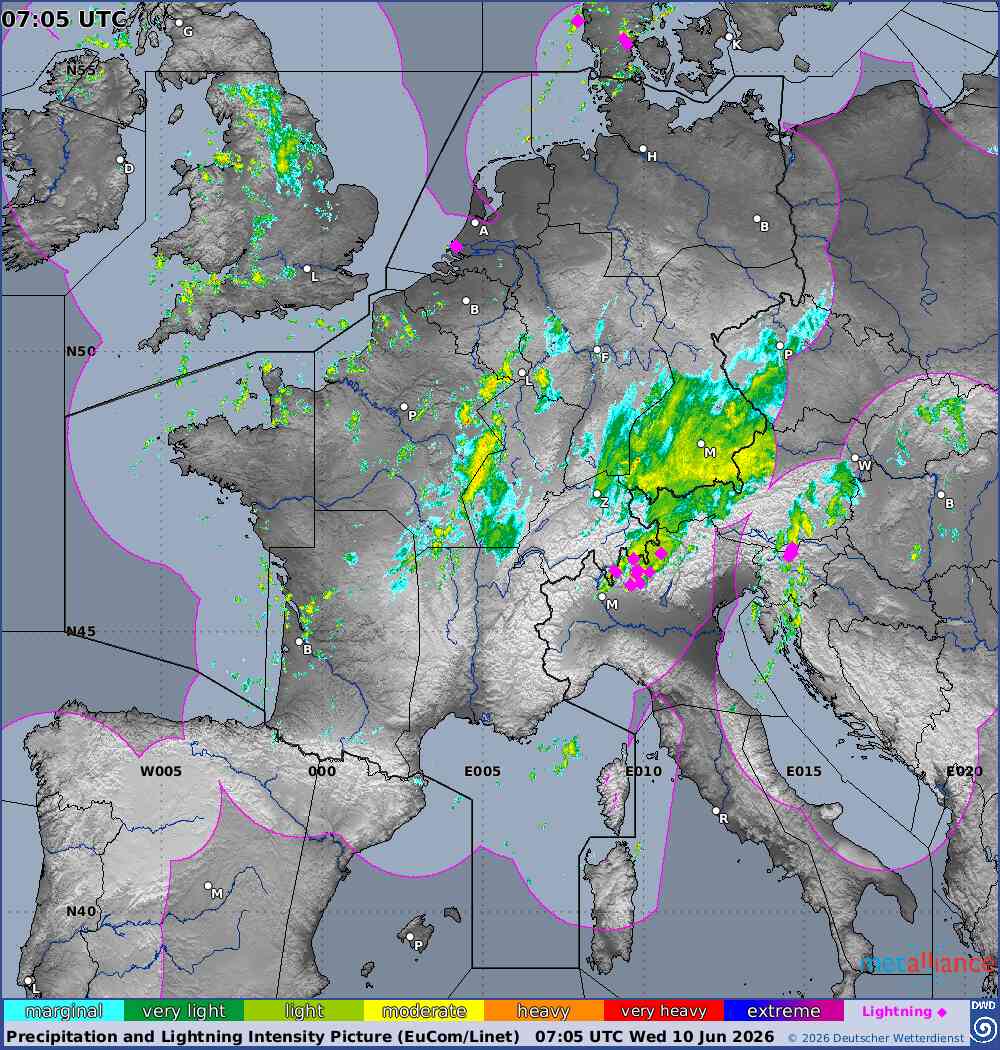 07:05 UTC
G
K
N55
D
H
B
A
L
B
N50
F
P
L
P
M
W
Z
B
M
N45
B
W005
000
E005
E010
E015
E020
R
M
N40
P
metalliance
L
marginal very light light moderate heavy very heavy extreme Lightning ◆
DWD
Precipitation and Lightning Intensity Picture (EuCom/Linet) 07:05 UTC Wed 10 Jun 2026 © 2026 Deutscher Wetterdienst